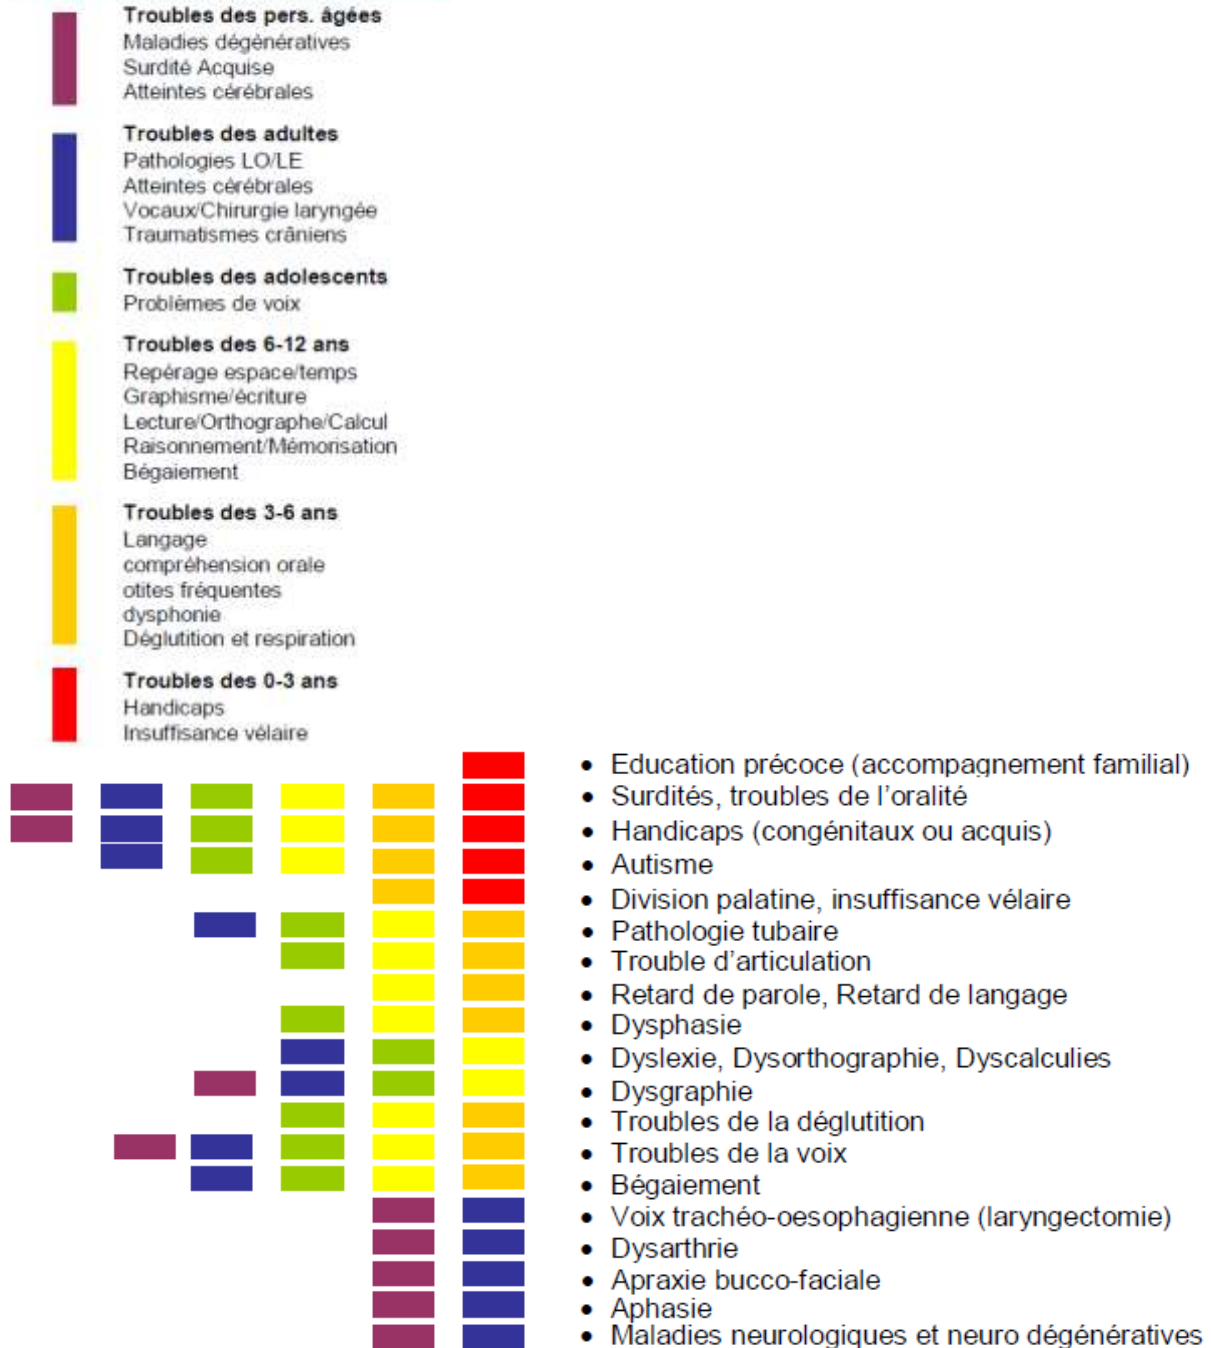 Troubles des pers. âgées
Maladies dégénératives
Surdité Acquise
Atteintes cérébrales
Troubles des adultes
Pathologies LO/LE
Atteintes cérébrales
Vocaux/Chirurgie laryngée
Traumatismes crâniens
Troubles des adolescents
Problèmes de voix
Troubles des 6-12 ans
Repérage espace/temps
Graphisme/écriture
Lecture/Orthographe/Calcul
Raisonnement/Mémorisation
Bégaiement
Troubles des 3-6 ans
Langage
compréhension orale
otites fréquentes
dysphonie
Déglutition et respiration
Troubles des 0-3 ans
Handicaps
Insuffisance vélaire
• Education précoce (accompagnement familial)
• Surdités, troubles de l'oralité
• Handicaps (congénitaux ou acquis)
• Autisme
• Division palatine, insuffisance vélaire
• Pathologie tubaire
• Trouble d'articulation
• Retard de parole, Retard de langage
• Dysphasie
• Dyslexie, Dysorthographie, Dyscalculies
• Dysgraphie
• Troubles de la déglutition
• Troubles de la voix
• Bégaiement
• Voix trachéo-oesophagienne (laryngectomie)
• Dysarthrie
• Apraxie bucco-faciale
• Aphasie
• Maladies neurologiques et neuro dégénératives